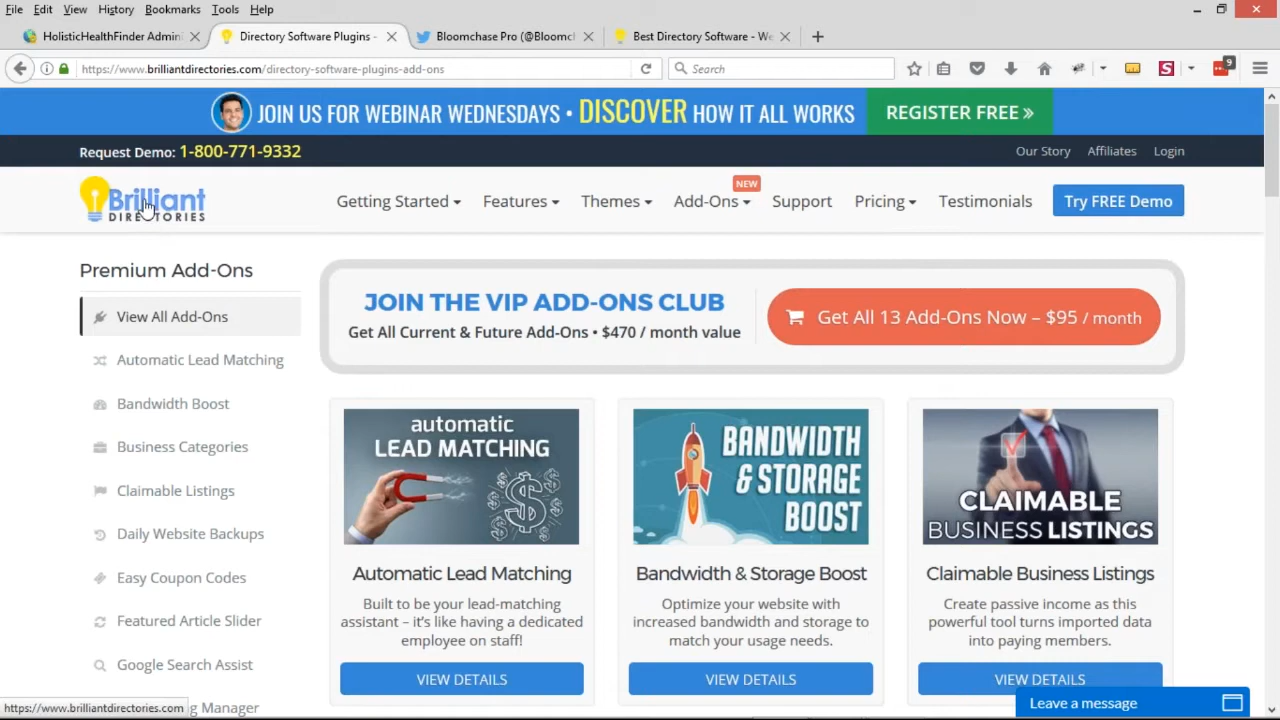 File Edit View History Bookmarks Tools Help
HolisticHealthFinder Admin
Directory Software Plugins -
Bloomchase Pro (@Bloomch
Best Directory Software - We
https://www.brilliantdirectories.com/directory-software-plugins-add-ons
Search
9
JOIN US FOR WEBINAR WEDNESDAYS • DISCOVER HOW IT ALL WORKS
REGISTER FREE »
Request Demo: 1-800-771-9332
Our Story Affiliates Login
Brilliant
DIRECTORIES
Getting Started Features Themes Add-Ons Support Pricing Testimonials
NEW
Try FREE Demo
Premium Add-Ons
View All Add-Ons
Automatic Lead Matching
Bandwidth Boost
Business Categories
Claimable Listings
Daily Website Backups
Easy Coupon Codes
Featured Article Slider
Google Search Assist
g Manager
JOIN THE VIP ADD-ONS CLUB
Get All Current & Future Add-Ons • $470 / month value
Get All 13 Add-Ons Now – $95 / month
automatic
LEAD MATCHING
Automatic Lead Matching
Built to be your lead-matching
assistant – it's like having a dedicated
employee on staff!
VIEW DETAILS
BANDWIDTH
& STORAGE
BOOST
Bandwidth & Storage Boost
Optimize your website with
increased bandwidth and storage to
match your usage needs.
VIEW DETAILS
CLAIMABLE
BUSINESS LISTINGS
Claimable Business Listings
Create passive income as this
powerful tool turns imported data
into paying members.
VIEW DETAILS
Leave a message
https://www.brilliantdirectories.com